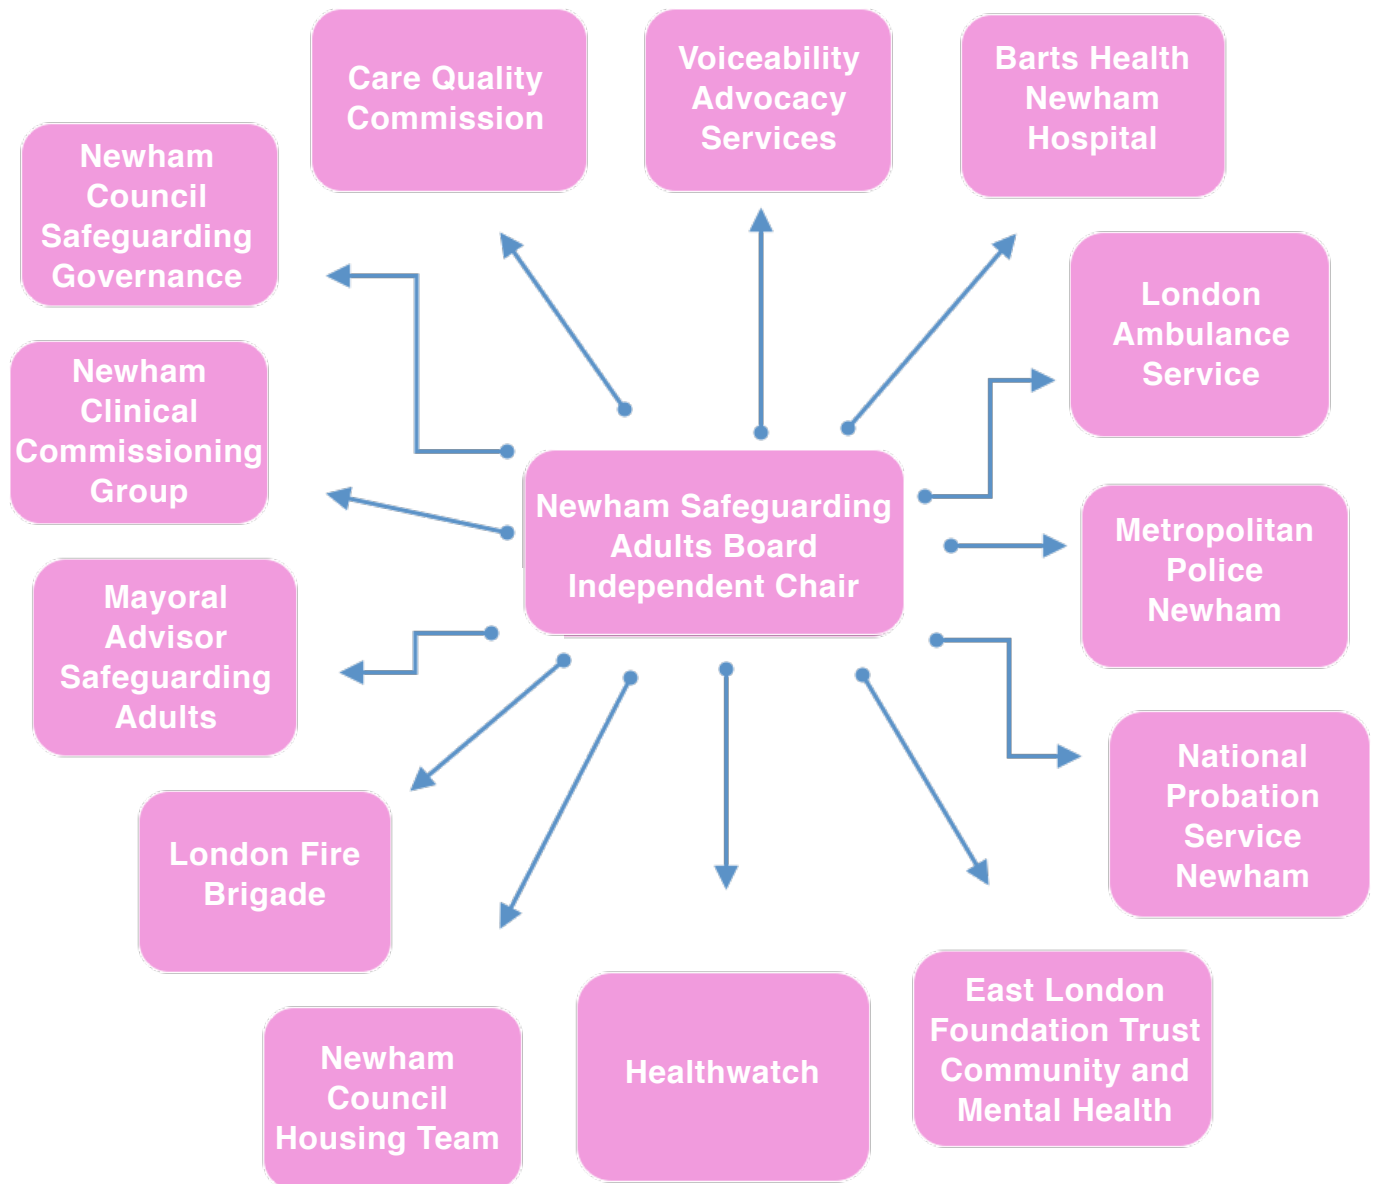 Care Quality
Commission
Voiceability
Advocacy
Services
Barts Health
Newham
Hospital
Newham
Council
Safeguarding
Governance
London
Ambulance
Service
Newham
Clinical
Commissioning
Group
Newham Safeguarding
Adults Board
Independent Chair
Metropolitan
Police
Newham
Mayoral
Advisor
Safeguarding
Adults
National
Probation
Service
Newham
London Fire
Brigade
Newham
Council
Housing Team
Healthwatch
East London
Foundation Trust
Community and
Mental Health